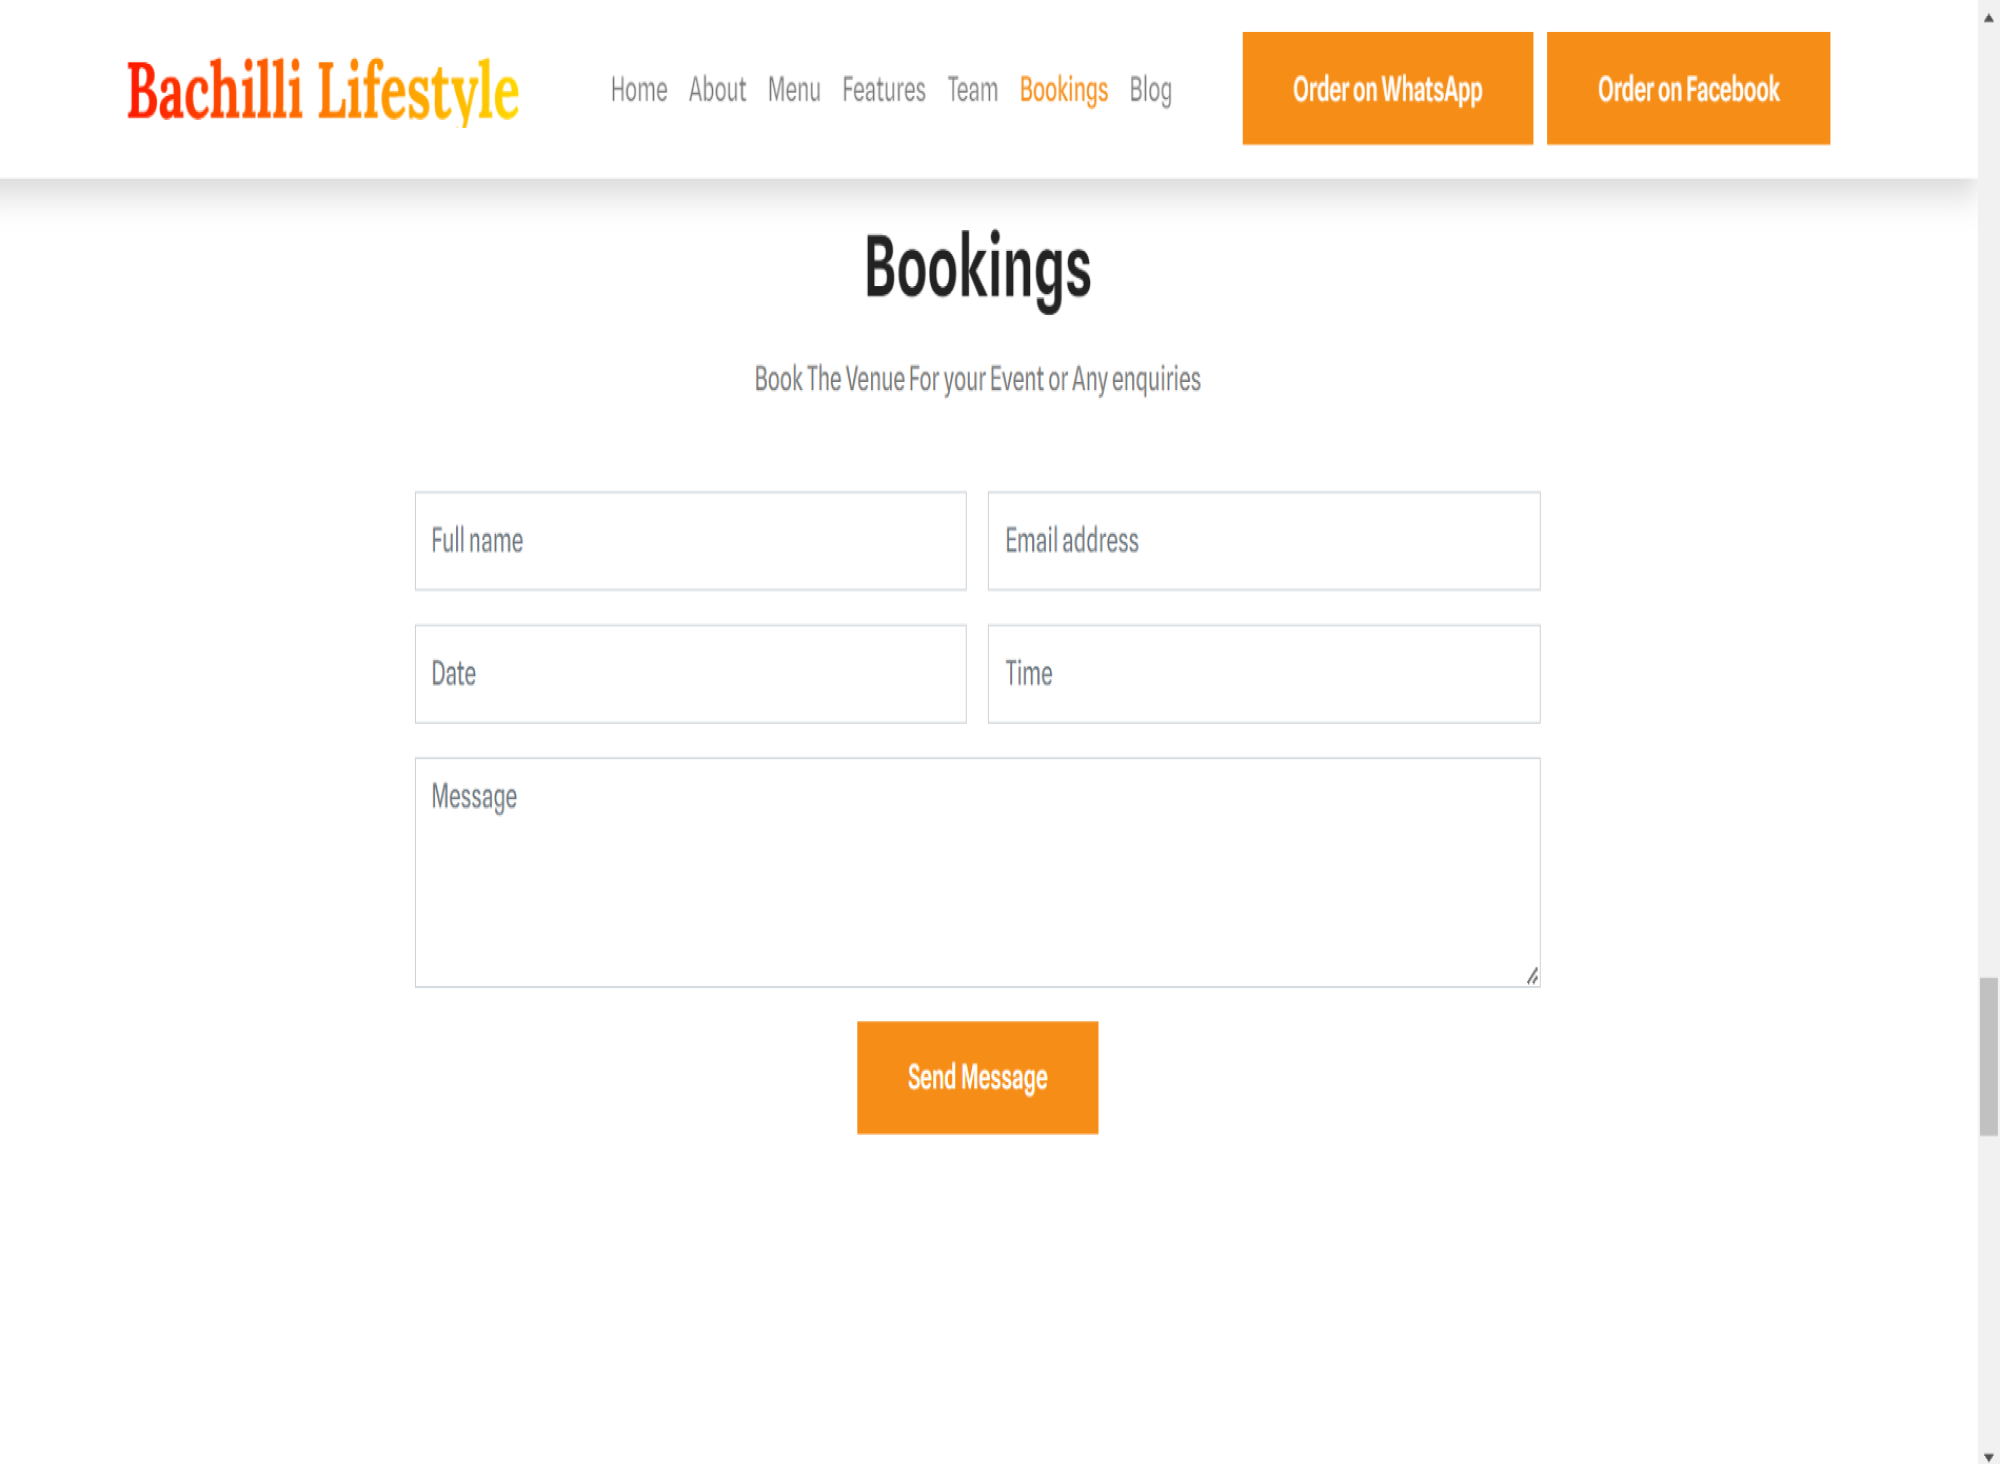 Bachilli Lifestyle
Home About Menu Features Team Bookings Blog
Order on WhatsApp
Order on Facebook
Bookings
Book The Venue For your Event or Any enquiries
Full name
Email address
Date
Time
Message
Send Message